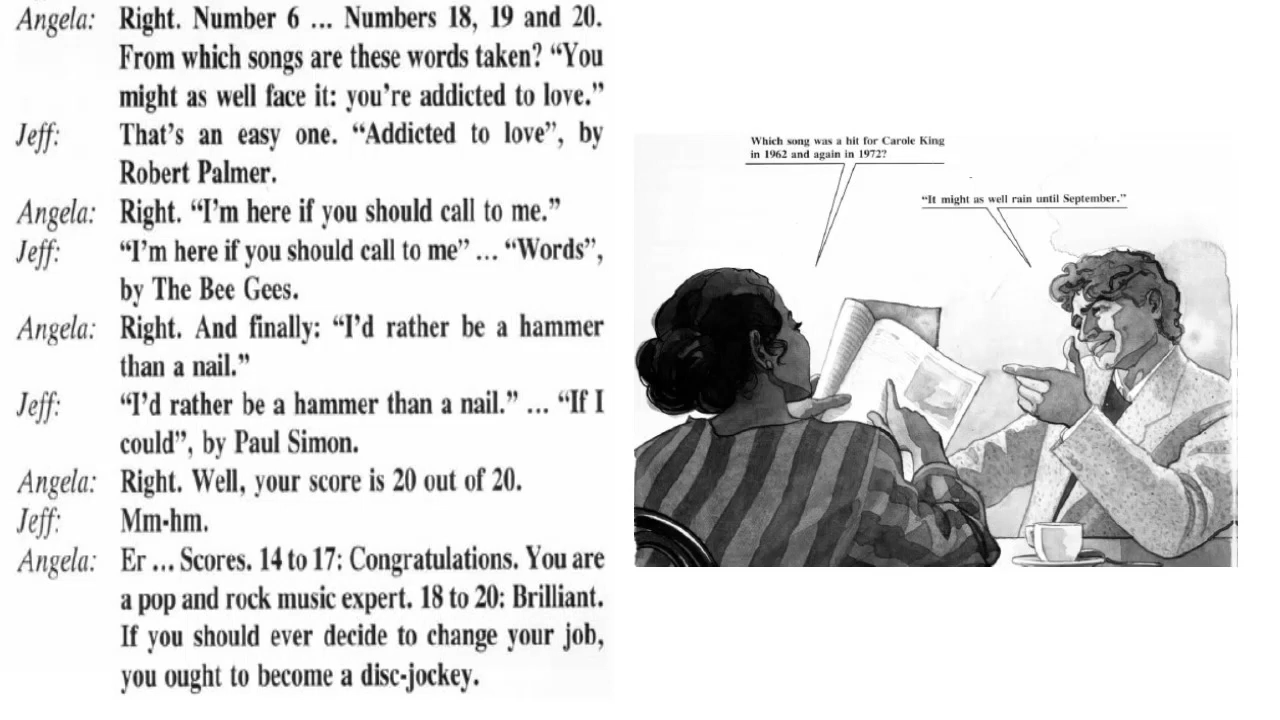 Angela: Right. Number 6 ... Numbers 18, 19 and 20.
From which songs are these words taken? “You
might as well face it: you’re addicted to love.”
Jeff: That’s an easy one. “Addicted to love”, by
Robert Palmer.
Angela: Right. “I’m here if you should call to me.”
Jeff: “I’m here if you should call to me” ... “Words”,
by The Bee Gees.
Angela: Right. And finally: “I’d rather be a hammer
than a nail.”
Jeff: “I’d rather be a hammer than a nail.” ... “If I
could”, by Paul Simon.
Angela: Right. Well, your score is 20 out of 20.
Jeff: Mm-hm.
Angela: Er ... Scores. 14 to 17: Congratulations. You are
a pop and rock music expert. 18 to 20: Brilliant.
If you should ever decide to change your job,
you ought to become a disc-jockey.
Which song was a hit for Carole King
in 1962 and again in 1972?
“It might as well rain until September.”